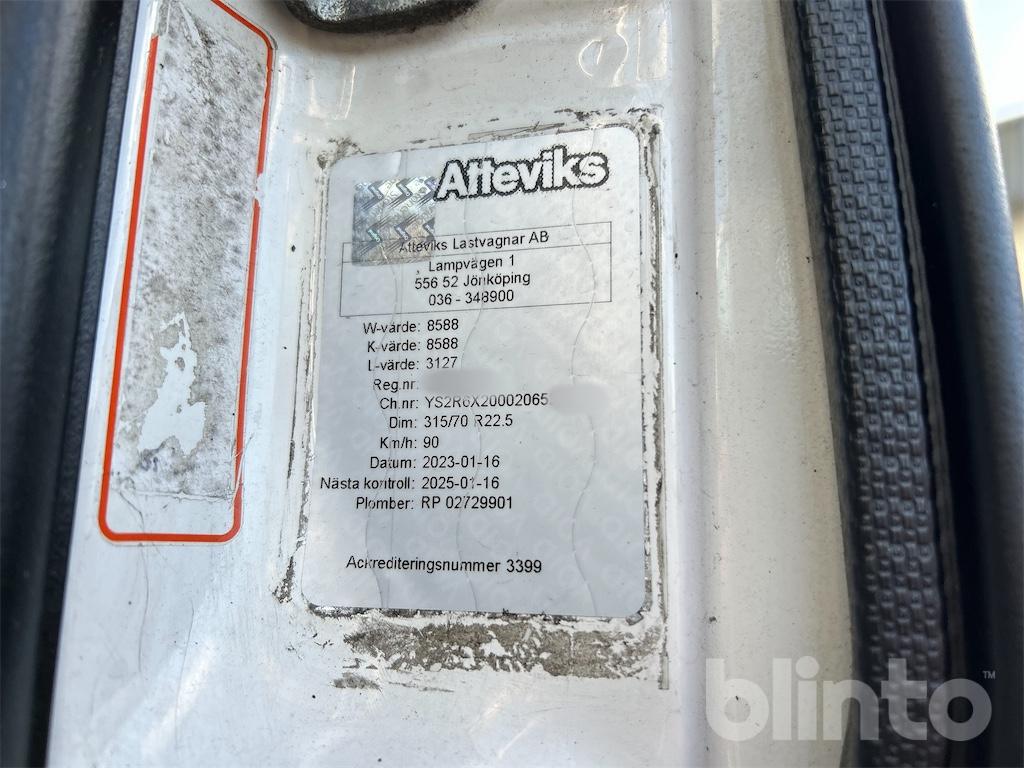 Atteviks
Atteviks Lastvagnar AB
Lampvägen 1
556 52 Jönköping
036 - 348900
W-värde: 8588
K-värde: 8588
L-värde: 3127
Reg.nr:
Ch.nr: YS2R6X20002065
Dim: 315/70 R22.5
Km/h: 90
Datum: 2023-01-16
Nästa kontroll: 2025-01-16
Plomber: RP 02729901
Ackrediteringsnummer 3399
blinto™